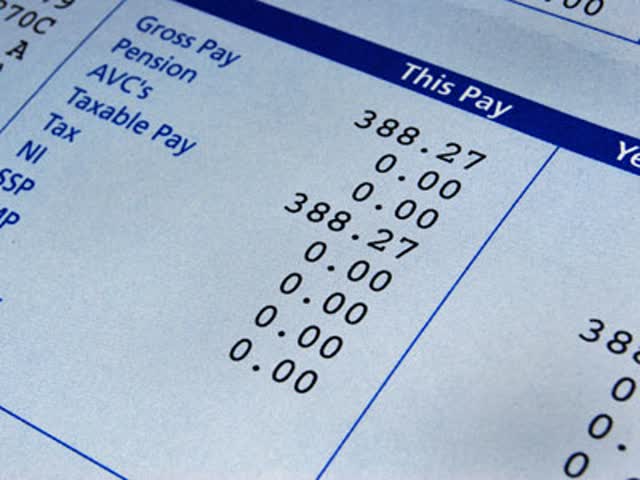 This Pay
Gross Pay 388.27
Pension 0.00
AVC's 0.00
Taxable Pay 388.27
Tax 0.00
NI 0.00
SSP 0.00
0.00
70C
A